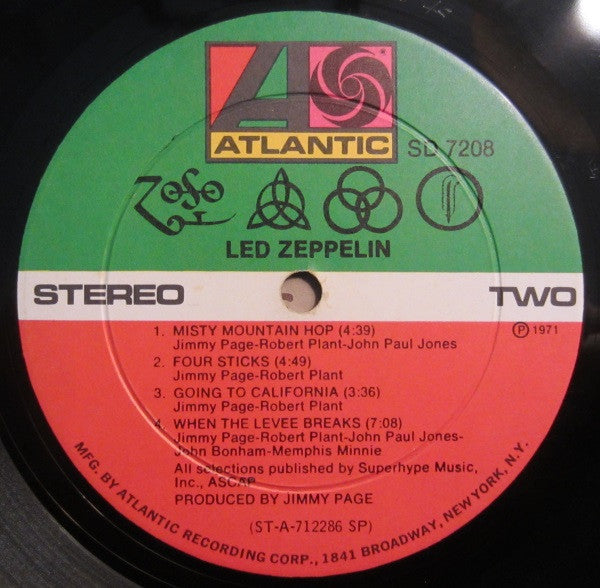 ATLANTIC
SD 7208
LED ZEPPELIN
STEREO
TWO
℗ 1971
1. MISTY MOUNTAIN HOP (4:39)
Jimmy Page-Robert Plant-John Paul Jones
2. FOUR STICKS (4:49)
Jimmy Page-Robert Plant
3. GOING TO CALIFORNIA (3:36)
Jimmy Page-Robert Plant
4. WHEN THE LEVEE BREAKS (7:08)
Jimmy Page-Robert Plant-John Paul Jones-
John Bonham-Memphis Minnie
All selections published by Superhype Music,
Inc., ASCAP
PRODUCED BY JIMMY PAGE
(ST-A-712286 SP)
MFG. BY ATLANTIC RECORDING CORP., 1841 BROADWAY, NEW YORK, N.Y.